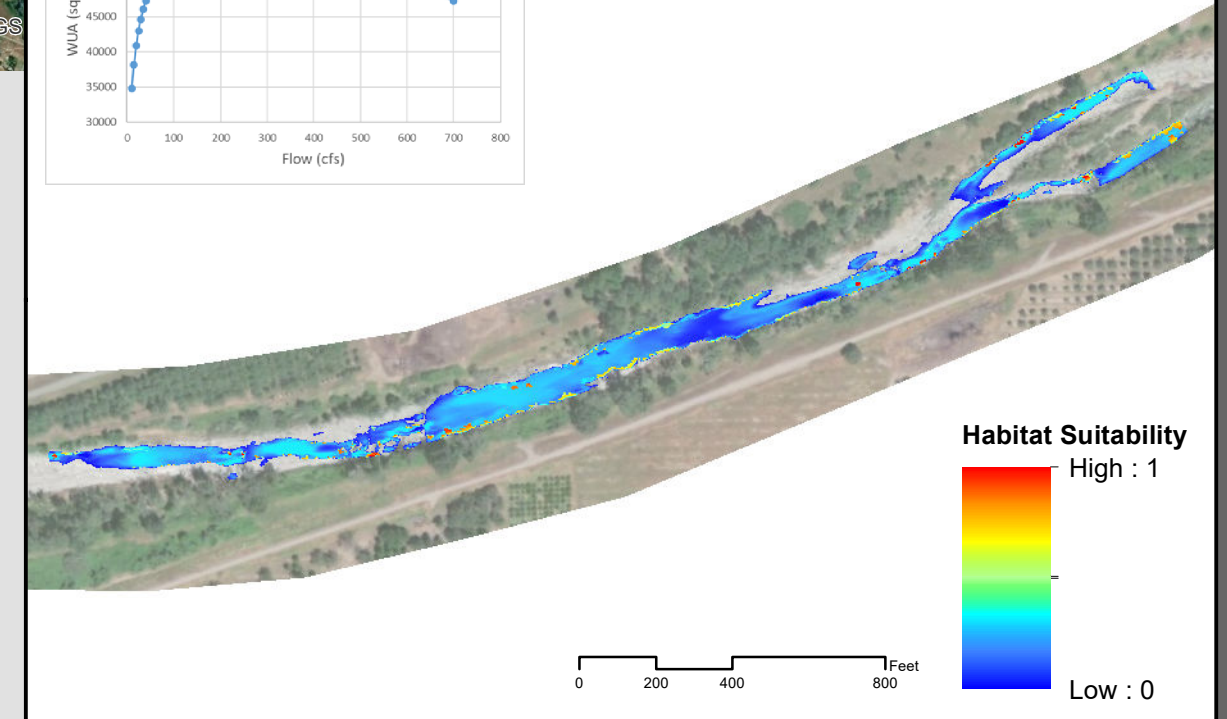 GS
WUA (sq
45000
40000
35000
30000
0 100 200 300 400 500 600 700 800
Flow (cfs)
Habitat Suitability
High : 1
Low : 0
Feet
0 200 400 800